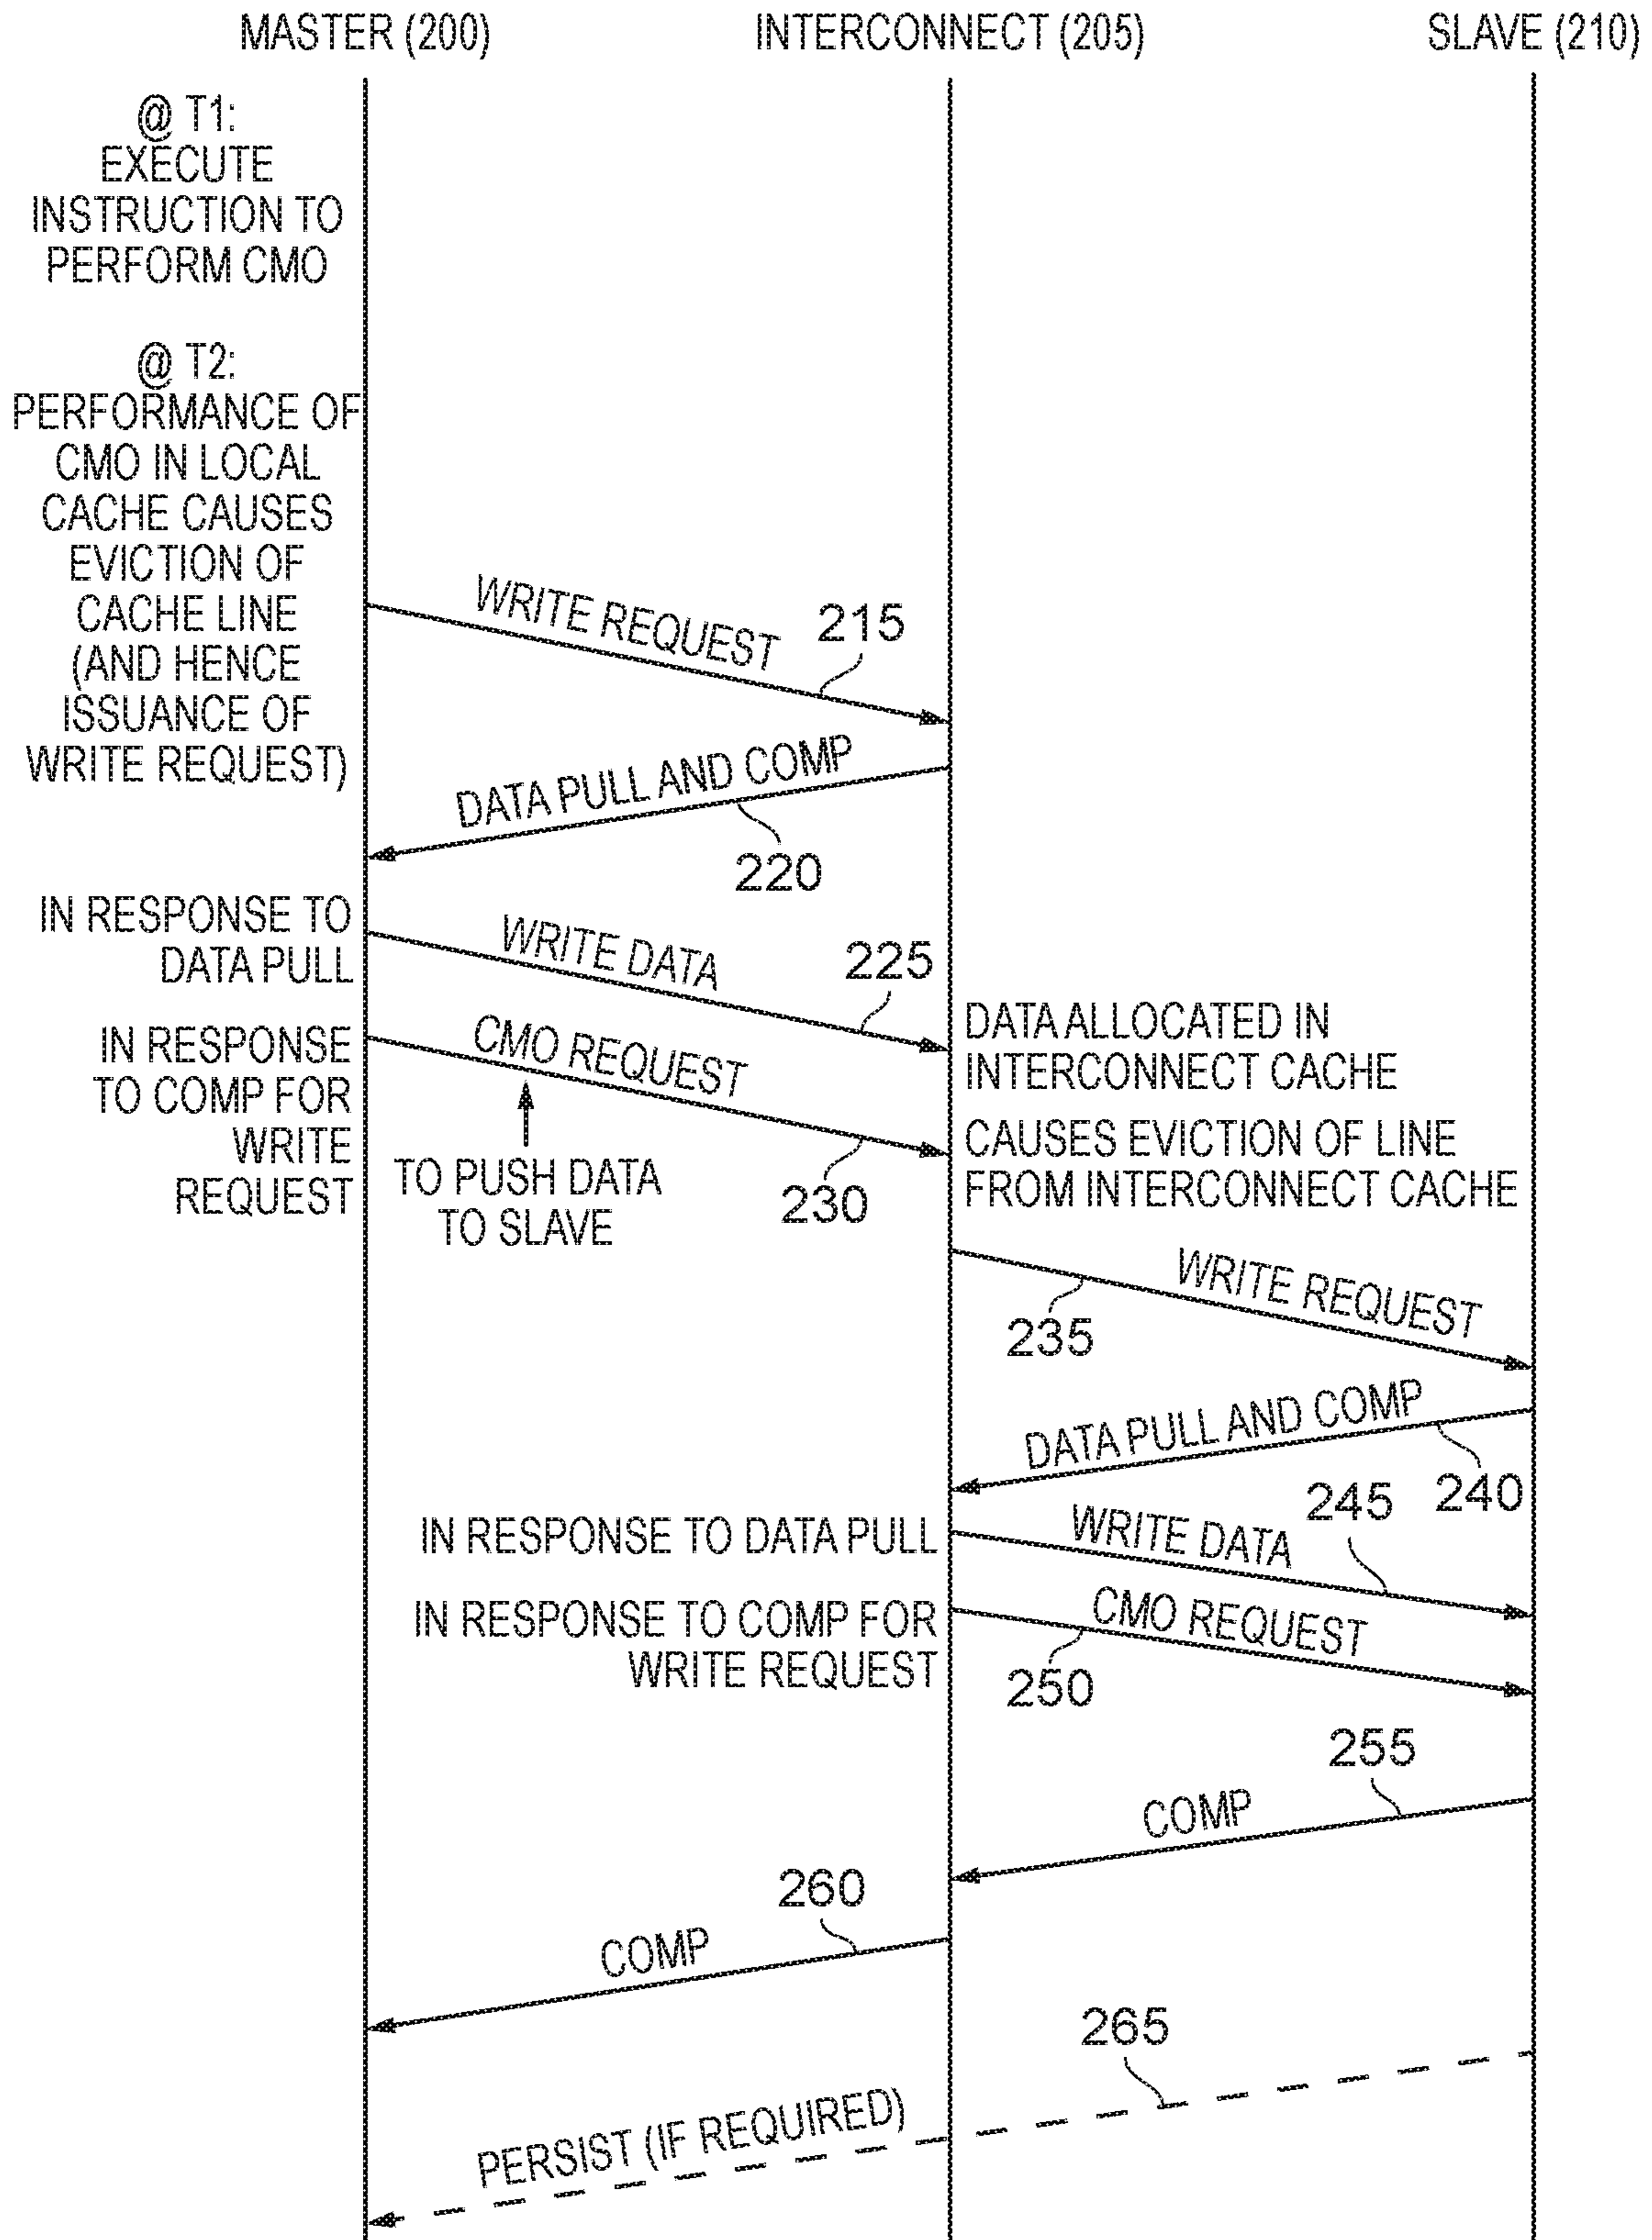 MASTER (200)
INTERCONNECT (205)
SLAVE (210)
@ T1:
EXECUTE
INSTRUCTION TO
PERFORM CMO
@ T2:
PERFORMANCE OF
CMO IN LOCAL
CACHE CAUSES
EVICTION OF
CACHE LINE
(AND HENCE
ISSUANCE OF
WRITE REQUEST)
WRITE REQUEST
215
DATA PULL AND COMP
220
IN RESPONSE TO
DATA PULL
WRITE DATA
225
DATA ALLOCATED IN
INTERCONNECT CACHE
IN RESPONSE
TO COMP FOR
WRITE
REQUEST
CMO REQUEST
TO PUSH DATA
TO SLAVE
230
CAUSES EVICTION OF LINE
FROM INTERCONNECT CACHE
WRITE REQUEST
235
DATA PULL AND COMP
240
IN RESPONSE TO DATA PULL
WRITE DATA
245
IN RESPONSE TO COMP FOR
WRITE REQUEST
CMO REQUEST
250
255
COMP
260
COMP
265
PERSIST (IF REQUIRED)